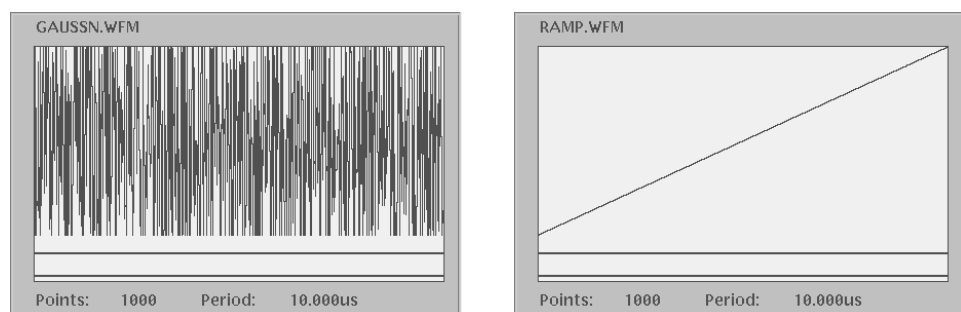 GAUSSN.WFM
Points: 1000 Period: 10.000us
RAMP.WFM
Points: 1000 Period: 10.000us